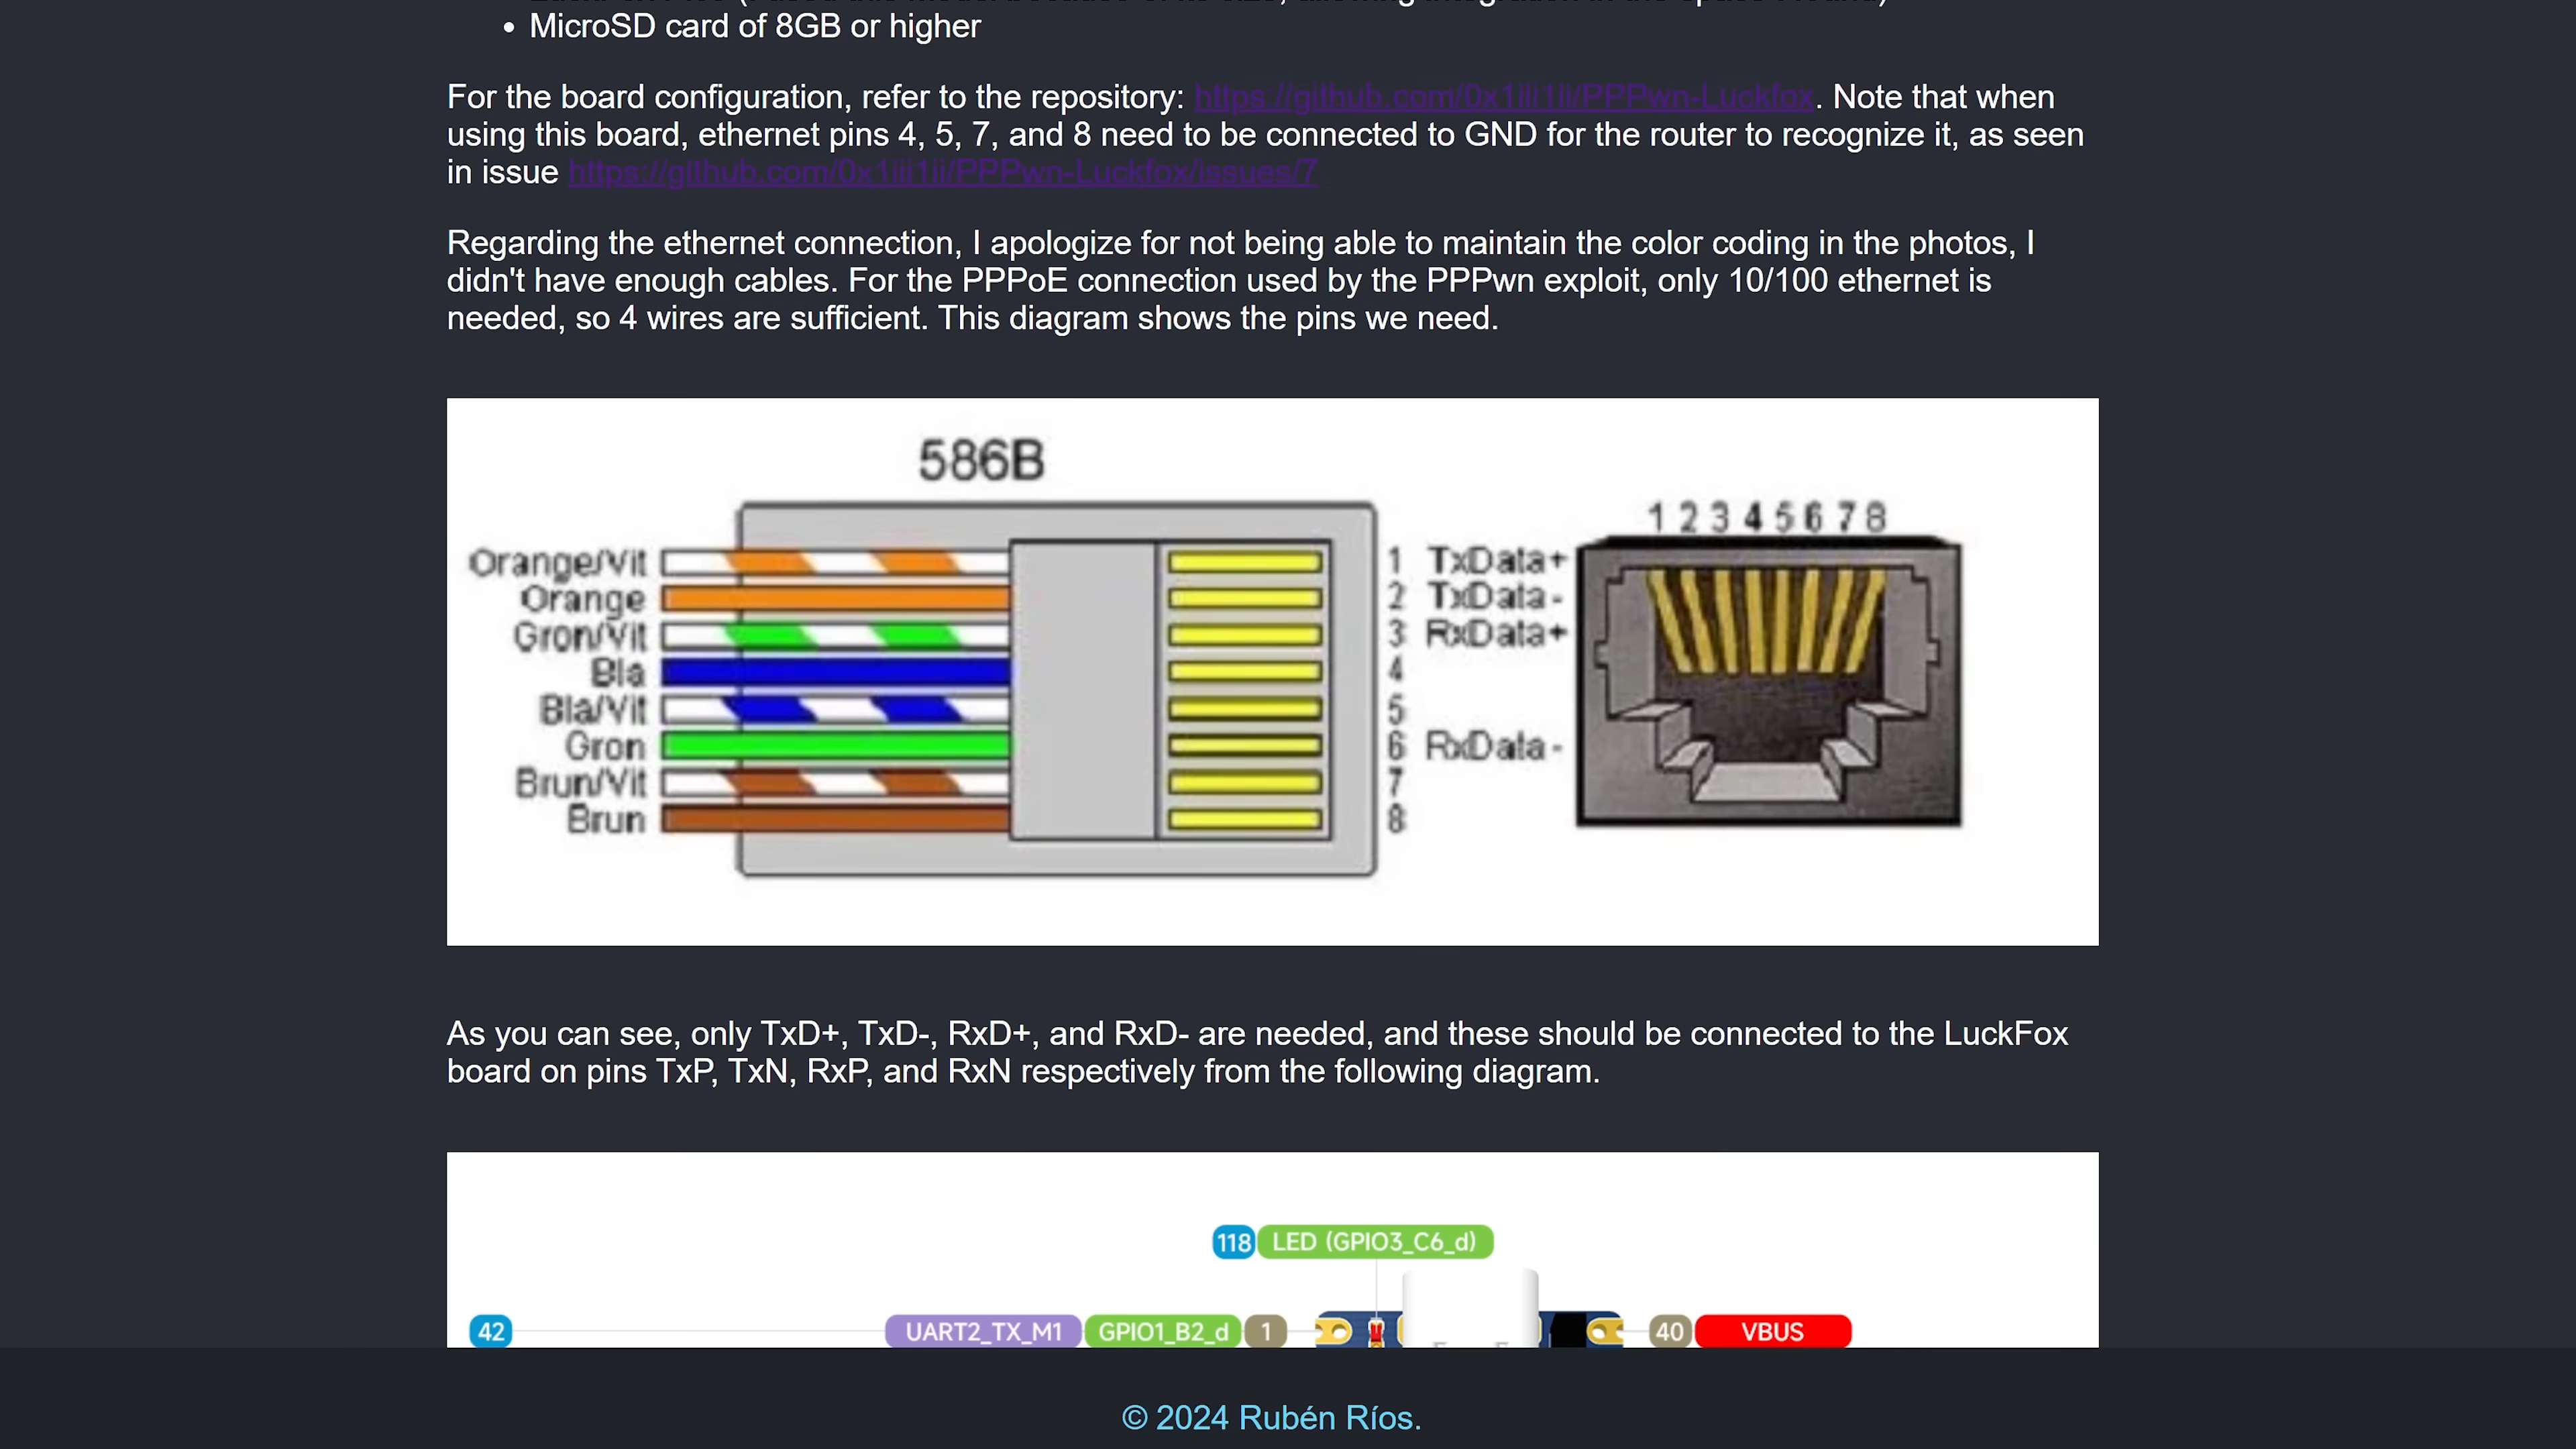 • MicroSD card of 8GB or higher
For the board configuration, refer to the repository: https://github.com/0x1iii1ii/PPPwn-Luckfox. Note that when
using this board, ethernet pins 4, 5, 7, and 8 need to be connected to GND for the router to recognize it, as seen
in issue https://github.com/0x1iii1ii/PPPwn-Luckfox/issues/7
Regarding the ethernet connection, I apologize for not being able to maintain the color coding in the photos, I
didn't have enough cables. For the PPPoE connection used by the PPPwn exploit, only 10/100 ethernet is
needed, so 4 wires are sufficient. This diagram shows the pins we need.
586B
1 2 3 4 5 6 7 8
Orange/Vit 1 TxData+
Orange 2 TxData-
Gron/Vit 3 RxData+
Bla 4
Bla/Vit 5
Gron 6 RxData-
Brun/Vit 7
Brun 8
As you can see, only TxD+, TxD-, RxD+, and RxD- are needed, and these should be connected to the LuckFox
board on pins TxP, TxN, RxP, and RxN respectively from the following diagram.
118 LED (GPIO3_C6_d)
42 UART2_TX_M1 GPIO1_B2_d 1 40 VBUS
© 2024 Rubén Ríos.